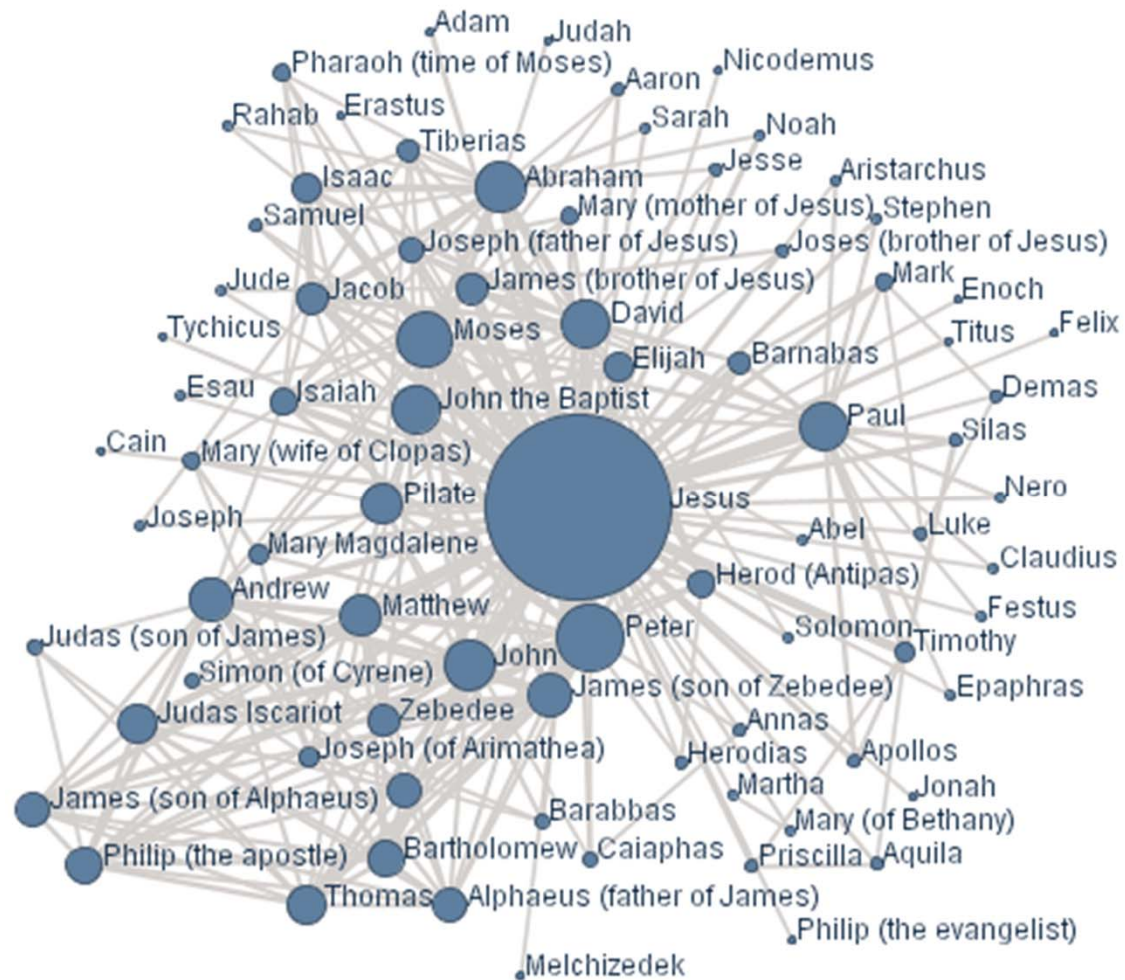 Adam
Judah
Nicodemus
Pharaoh (time of Moses)
Aaron
Erastus
Rahab
Sarah
Noah
Tiberias
Jesse
Aristarchus
Isaac
Abraham
Mary (mother of Jesus)
Stephen
Samuel
Joseph (father of Jesus)
Joses (brother of Jesus)
Mark
Jude
Jacob
James (brother of Jesus)
Enoch
David
Felix
Tychicus
Moses
Titus
Elijah
Barnabas
Esau
Isaiah
Demas
John the Baptist
Paul
Silas
Cain
Mary (wife of Clopas)
Nero
Pilate
Jesus
Joseph
Abel
Luke
Mary Magdalene
Claudius
Andrew
Herod (Antipas)
Matthew
Festus
Judas (son of James)
Peter
Solomon
Timothy
John
Simon (of Cyrene)
James (son of Zebedee)
Epaphras
Judas Iscariot
Zebedee
Annas
Joseph (of Arimathea)
Herodias
Apollos
Martha
Jonah
James (son of Alphaeus)
Barabbas
Mary (of Bethany)
Philip (the apostle)
Bartholomew
Caiaphas
Priscilla
Aquila
Thomas
Alphaeus (father of James)
Philip (the evangelist)
Melchizedek